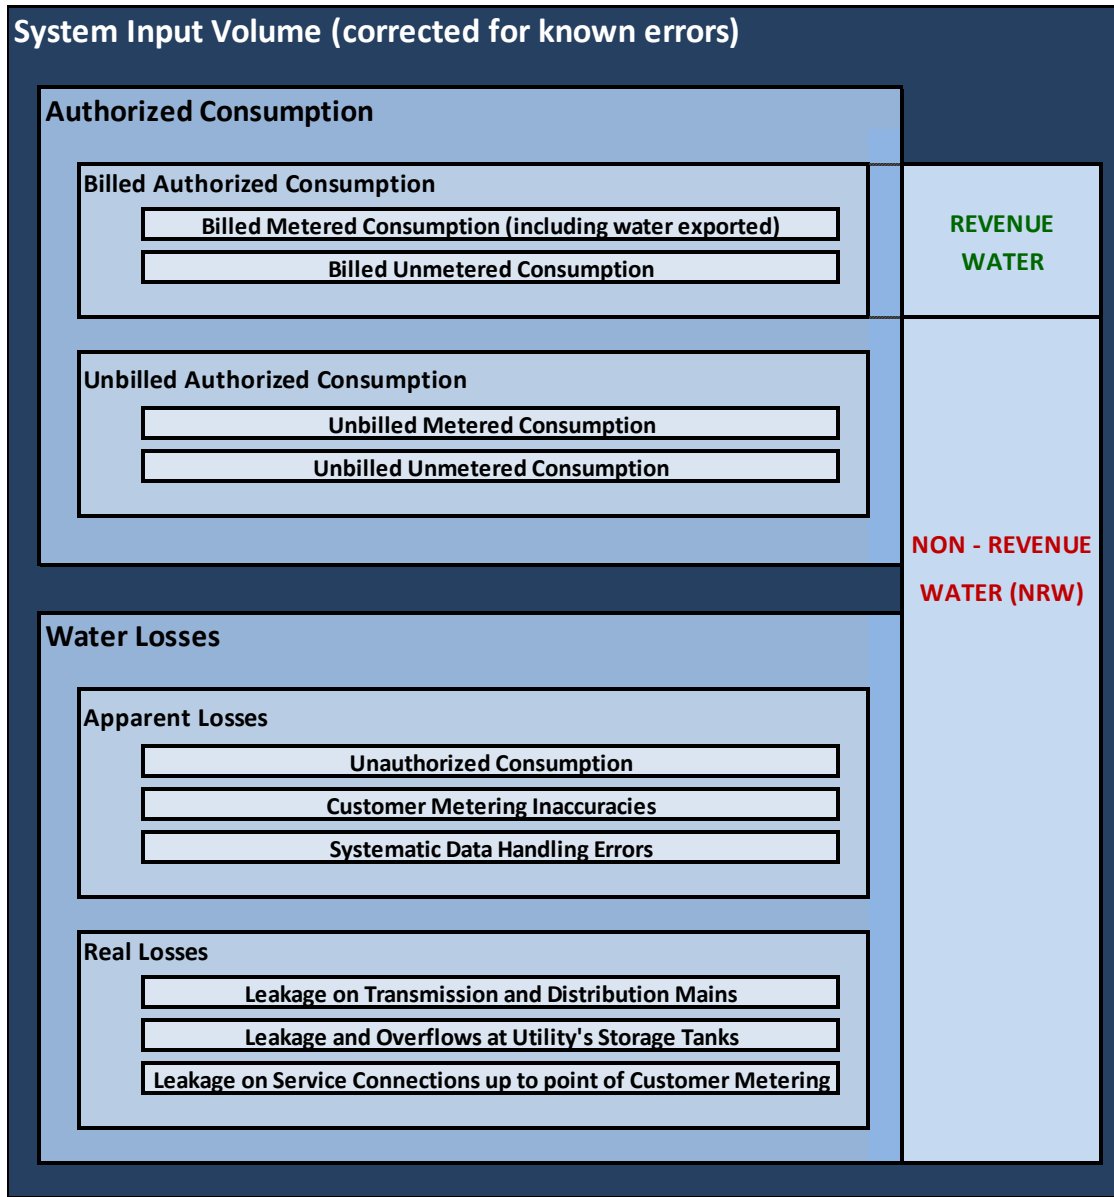 System Input Volume (corrected for known errors)
Authorized Consumption
Billed Authorized Consumption
Billed Metered Consumption (including water exported)
Billed Unmetered Consumption
REVENUE
WATER
Unbilled Authorized Consumption
Unbilled Metered Consumption
Unbilled Unmetered Consumption
NON - REVENUE
WATER (NRW)
Water Losses
Apparent Losses
Unauthorized Consumption
Customer Metering Inaccuracies
Systematic Data Handling Errors
Real Losses
Leakage on Transmission and Distribution Mains
Leakage and Overflows at Utility's Storage Tanks
Leakage on Service Connections up to point of Customer Metering